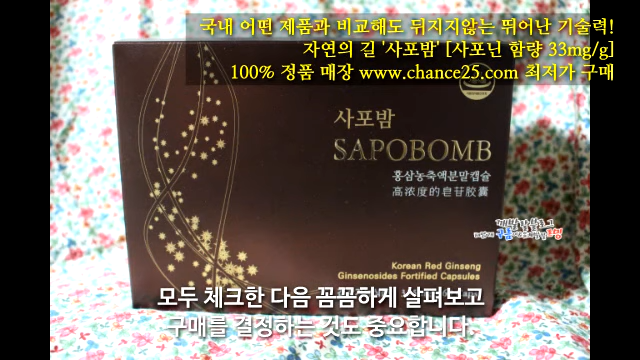 국내 어떤 제품과 비교해도 뒤지지않는 뛰어난 기술력!
자연의 길 '사포밤' [사포닌 함량 33mg/g]
100% 정품 매장 www.chance25.com 최저가 구매
사포밤
SAPOBOMB
홍삼농축액분말캡슐
高浓度的皂苷胶囊
Korean Red Ginseng
Ginsenosides Fortified Capsules
모두 체크한 다음 꼼꼼하게 살펴보고
구매를 결정하는 것도 중요합니다.